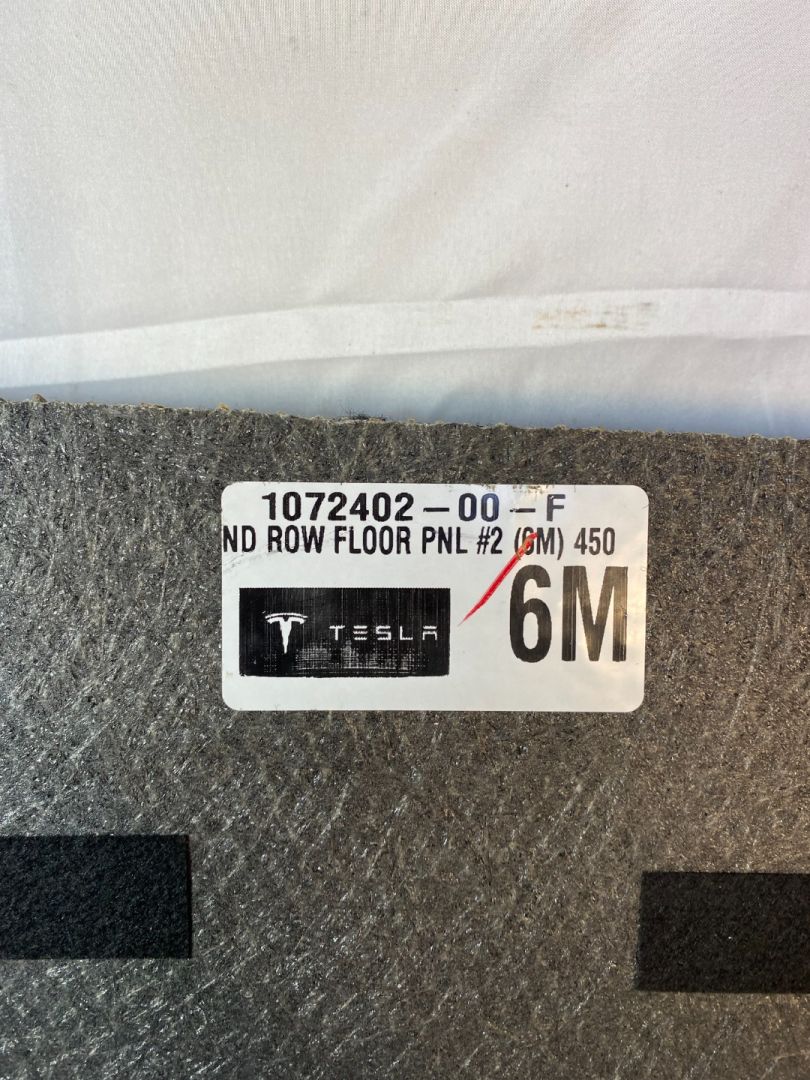 1072402-00-F
ND ROW FLOOR PNL #2 (6M) 450
TESLA
6M